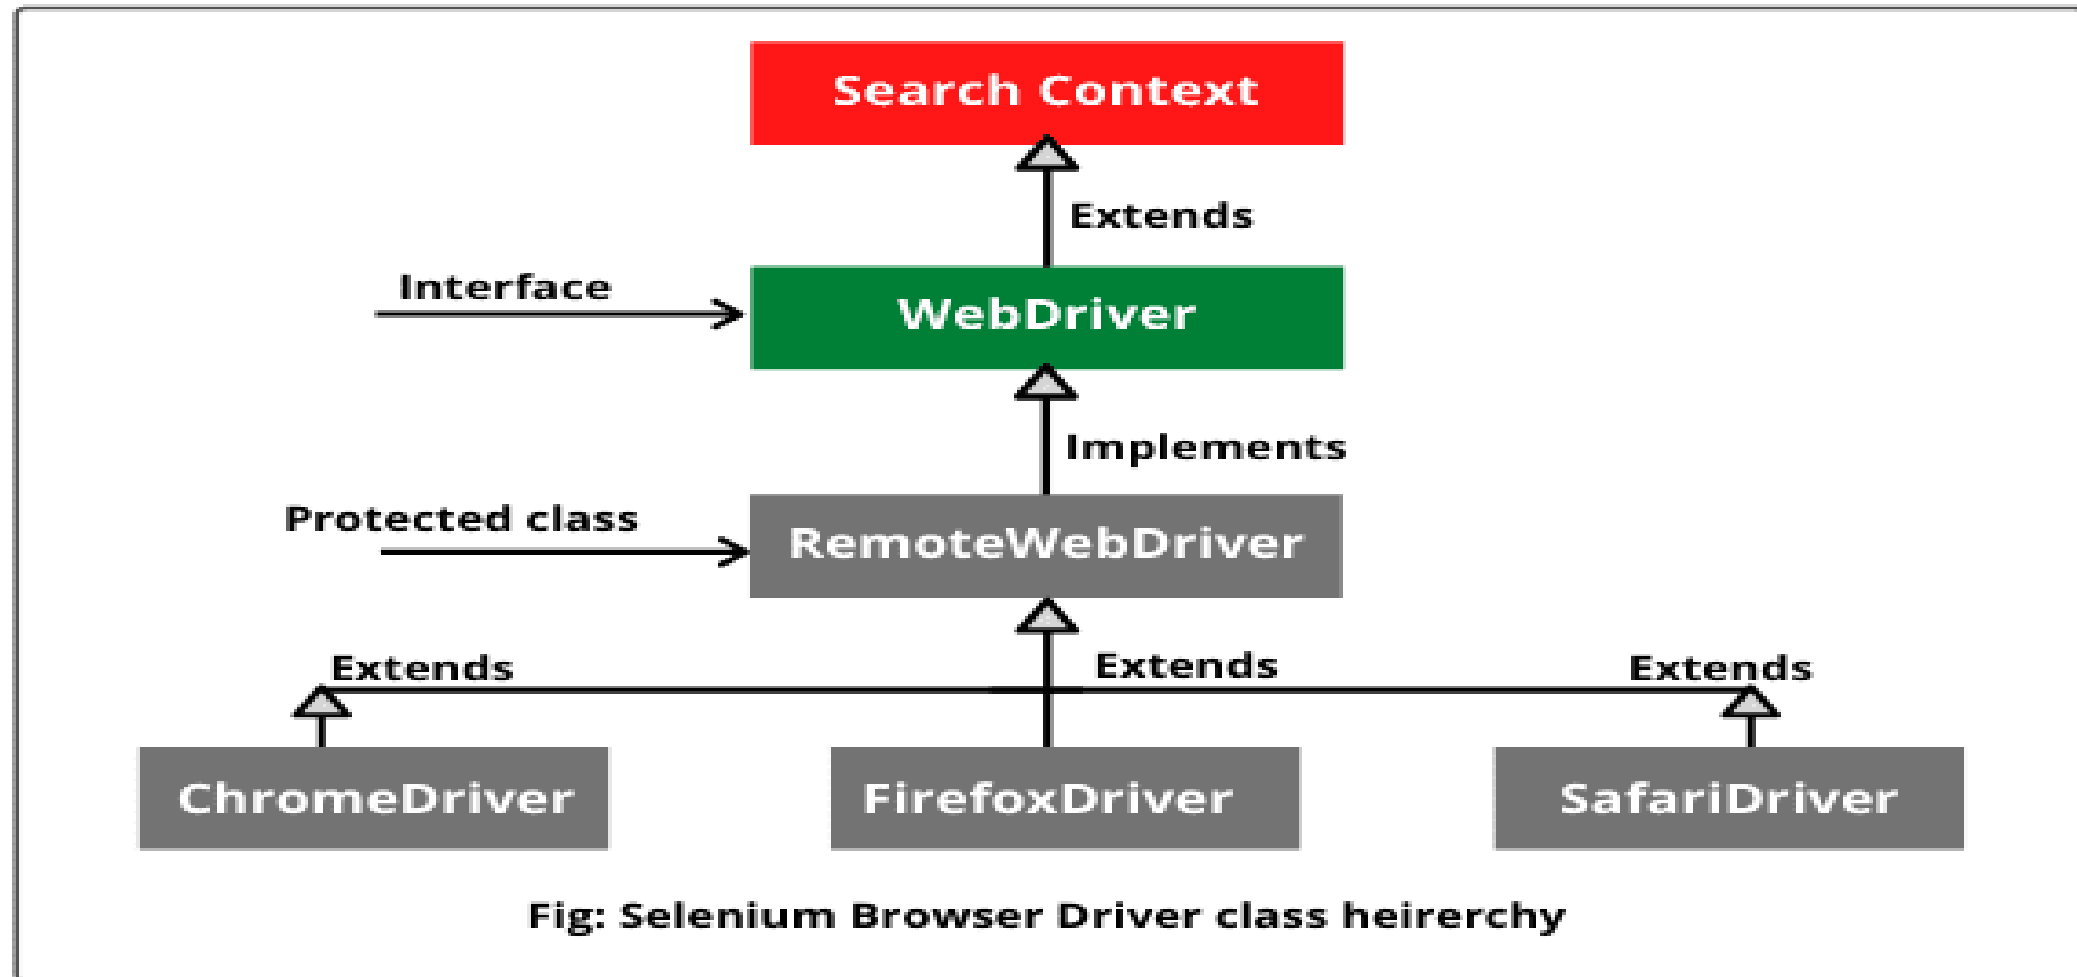 Search Context
Extends
Interface
WebDriver
Implements
Protected class
RemoteWebDriver
Extends
Extends
Extends
ChromeDriver
FirefoxDriver
SafariDriver
Fig: Selenium Browser Driver class heirerchy